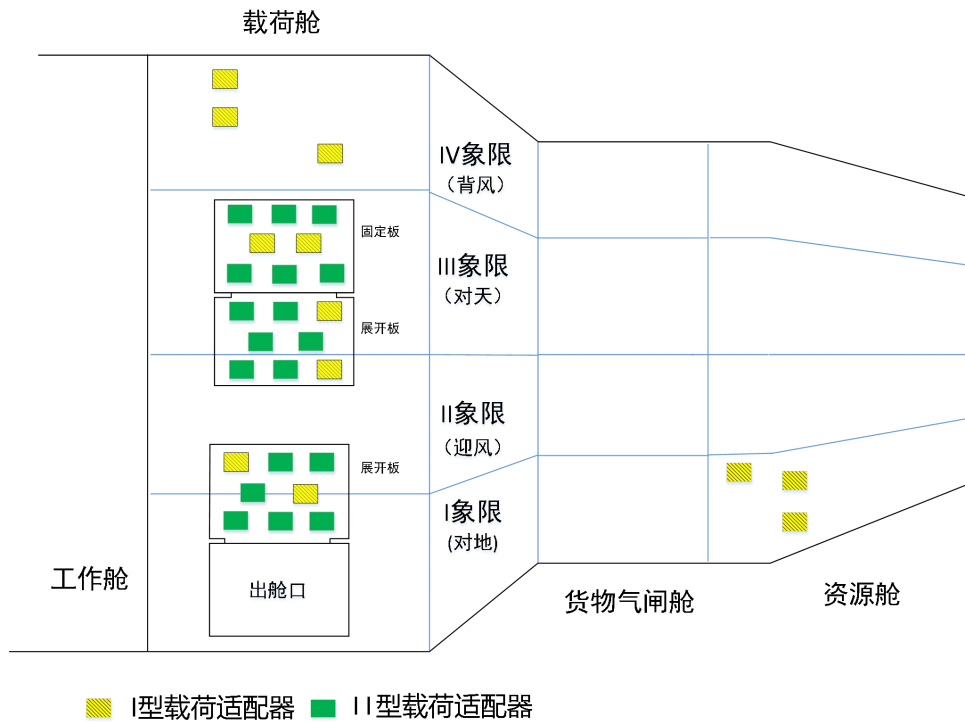 载荷舱
IV象限
（背风）
固定板
III象限
（对天）
展开板
II象限
（迎风）
展开板
I象限
(对地)
工作舱
出舱口
货物气闸舱
资源舱
I型载荷适配器
II型载荷适配器